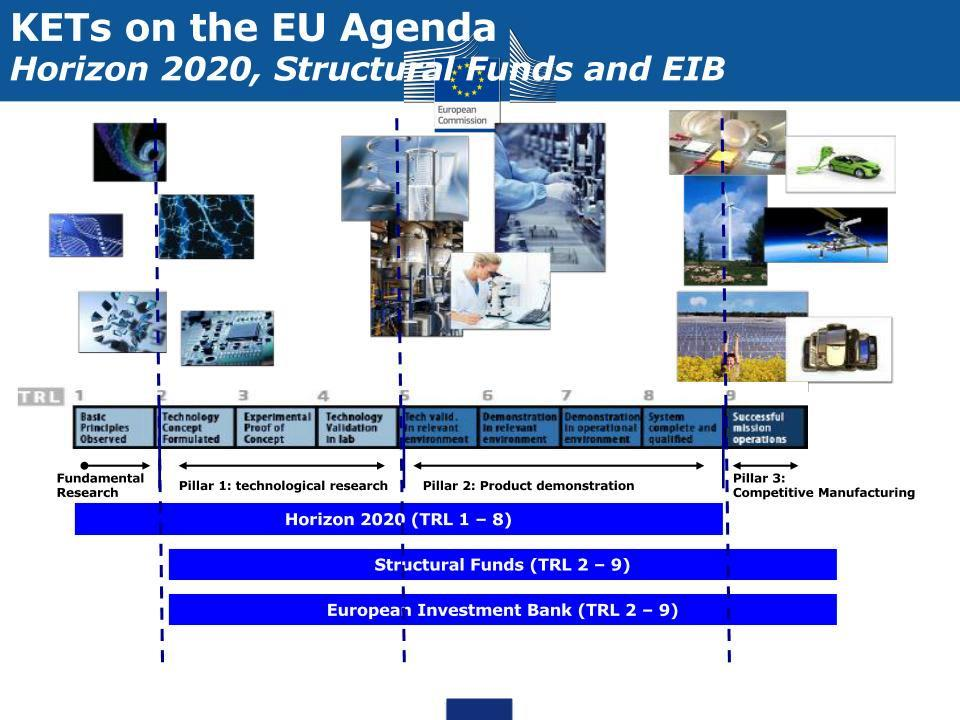 KETs on the EU Agenda
Horizon 2020, Structural Funds and EIB
European
Commission
TRL 1 2 3 4 5 6 7 8 9
Basic
Principles
Observed
Technology
Concept
Formulated
Experimental
Proof of
Concept
Technology
Validation
in lab
Tech valid.
in relevant
environment
Demonstration
in relevant
environment
Demonstration
in operational
environment
System
complete and
qualified
Successful
mission
operations
Fundamental
Research
Pillar 1: technological research
Pillar 2: Product demonstration
Pillar 3:
Competitive Manufacturing
Horizon 2020 (TRL 1 – 8)
Structural Funds (TRL 2 – 9)
European Investment Bank (TRL 2 – 9)